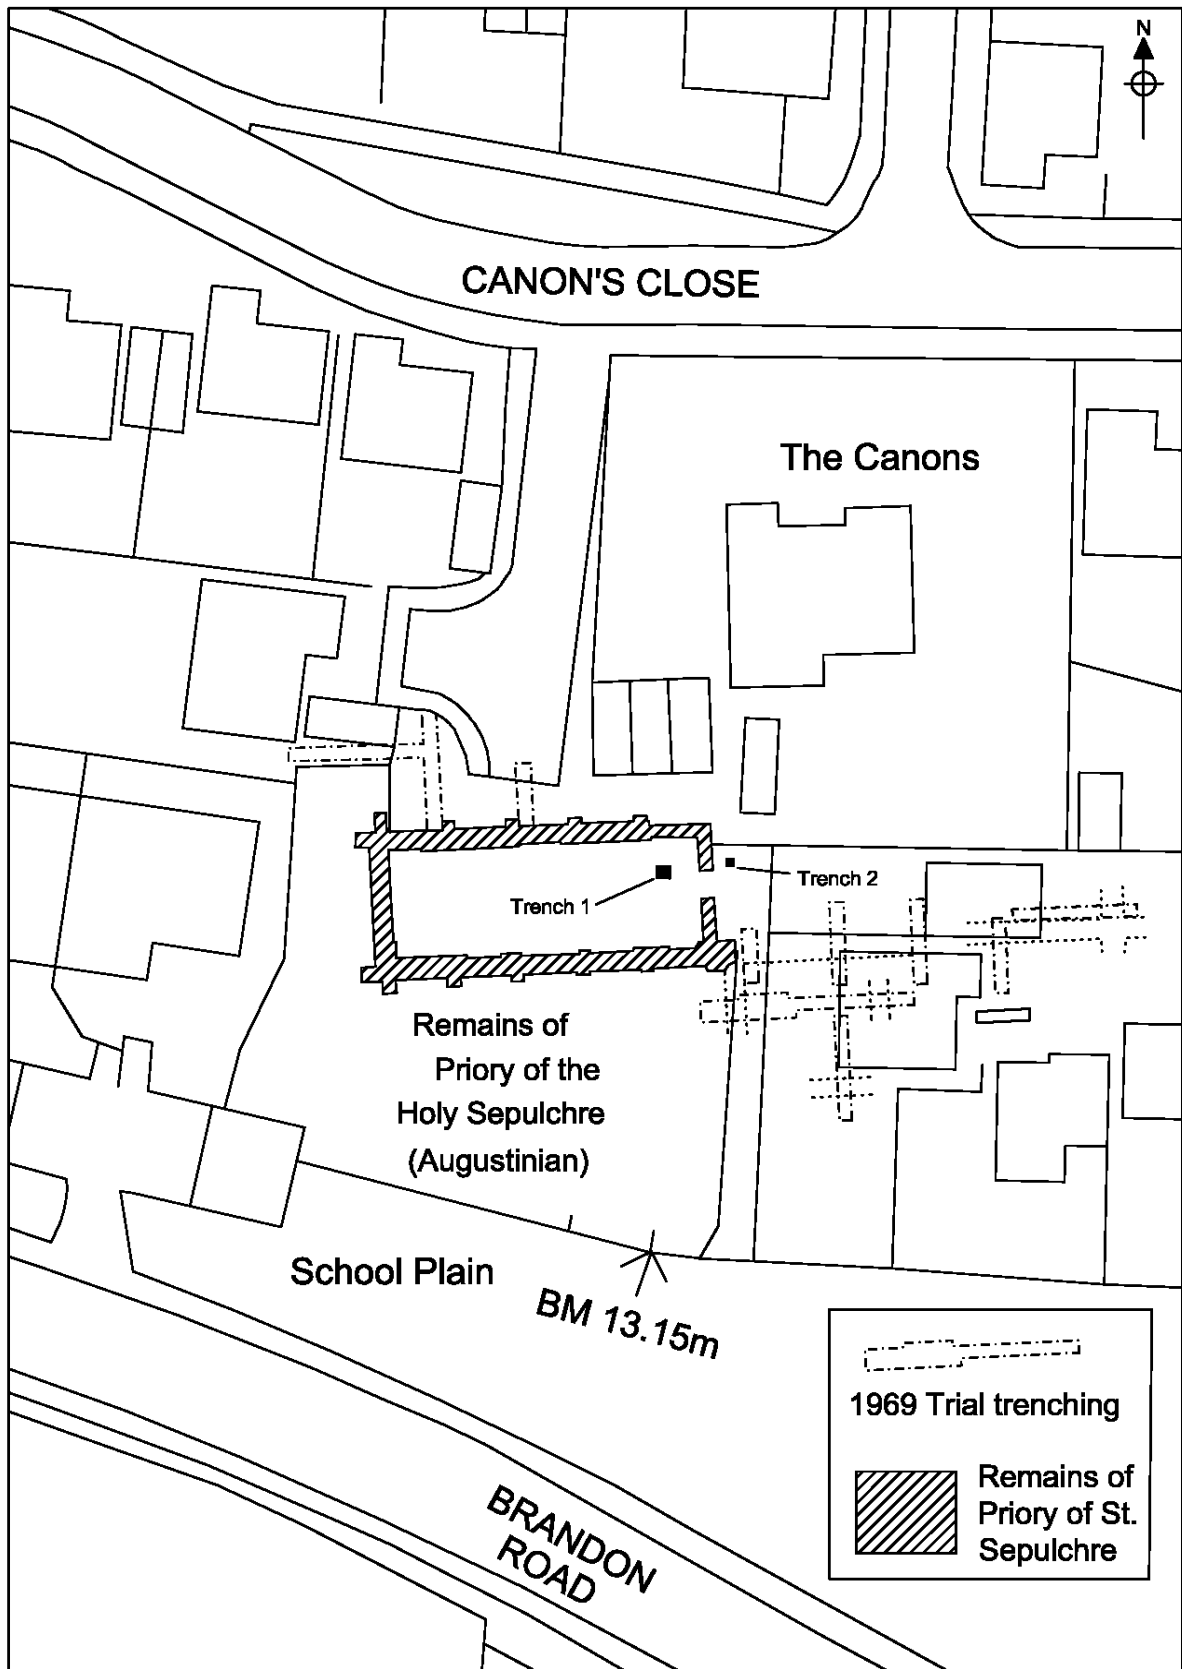 N
CANON'S CLOSE
The Canons
Trench 1
Trench 2
Remains of
Priory of the
Holy Sepulchre
(Augustinian)
School Plain
BM 13.15m
BRANDON
ROAD
1969 Trial trenching
Remains of
Priory of St.
Sepulchre